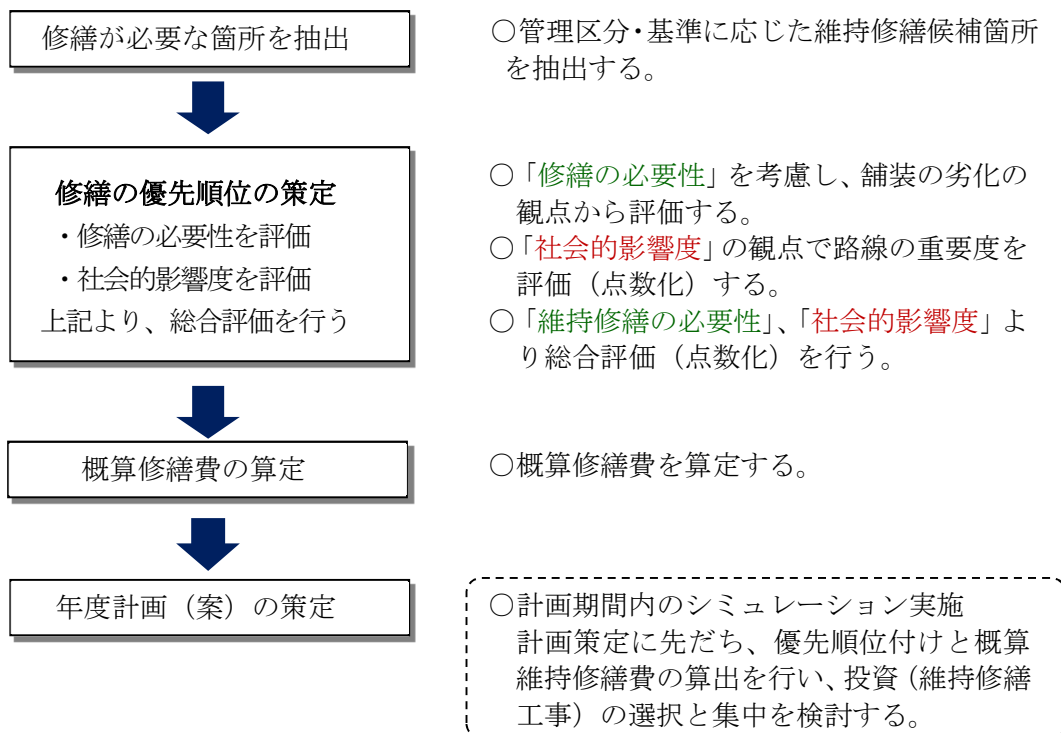 修繕が必要な箇所を抽出
○管理区分・基準に応じた維持修繕候補箇所
を抽出する。
修繕の優先順位の策定
・修繕の必要性を評価
・社会的影響度を評価
上記より、総合評価を行う
○「修繕の必要性」を考慮し、舗装の劣化の
観点から評価する。
○「社会的影響度」の観点で路線の重要度を
評価（点数化）する。
○「維持修繕の必要性」、「社会的影響度」よ
り総合評価（点数化）を行う。
概算修繕費の算定
○概算修繕費を算定する。
年度計画（案）の策定
○計画期間内のシミュレーション実施
計画策定に先だち、優先順位付けと概算
維持修繕費の算出を行い、投資（維持修繕
工事）の選択と集中を検討する。